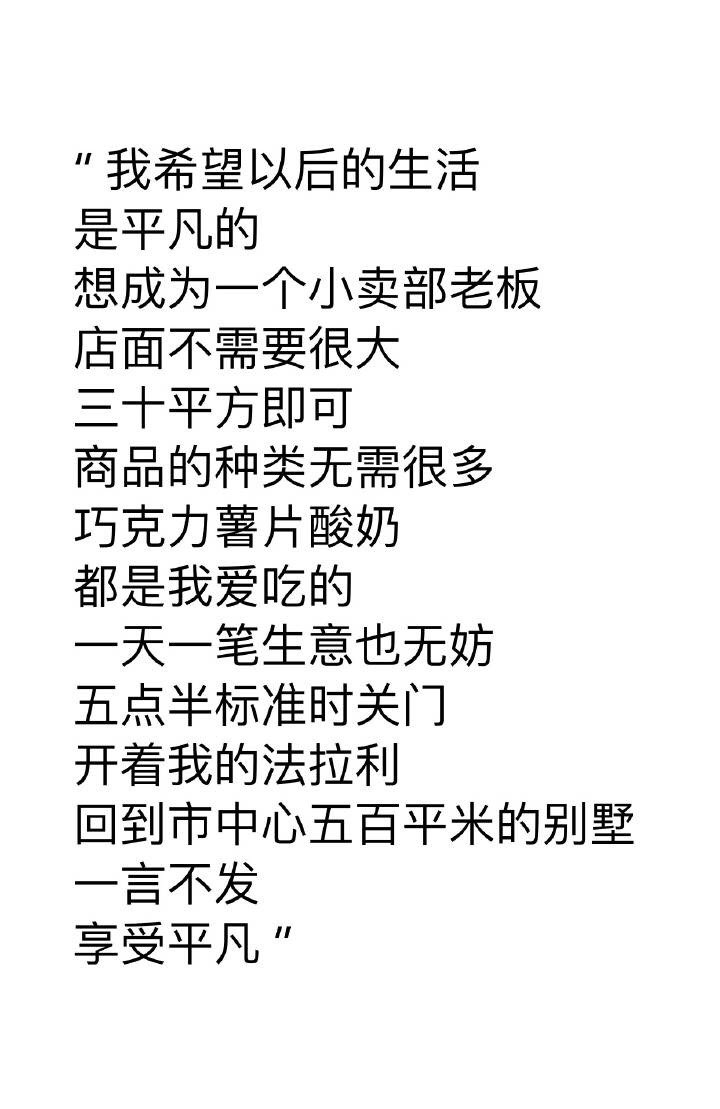 “ 我希望以后的生活
是平凡的
想成为一个小卖部老板
店面不需要很大
三十平方即可
商品的种类无需很多
巧克力薯片酸奶
都是我爱吃的
一天一笔生意也无妨
五点半标准时关门
开着我的法拉利
回到市中心五百平米的别墅
一言不发
享受平凡 ”